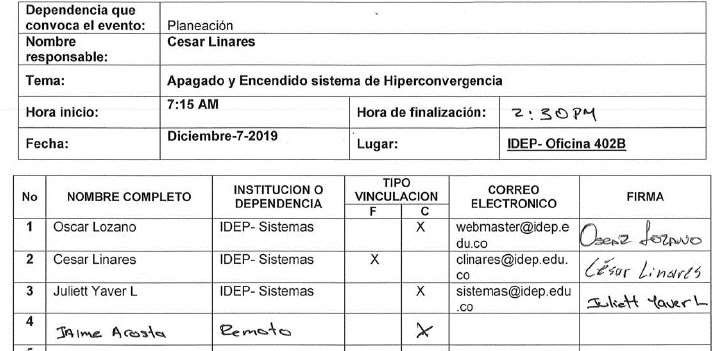 Dependencia que
convoca el evento: Planeación
Nombre
responsable: Cesar Linares
Tema: Apagado y Encendido sistema de Hiperconvergencia
Hora inicio: 7:15 AM Hora de finalización: 2:30PM
Fecha: Diciembre-7-2019 Lugar: IDEP- Oficina 402B
No NOMBRE COMPLETO INSTITUCION O DEPENDENCIA TIPO VINCULACION CORREO ELECTRONICO FIRMA
F C
1 Oscar Lozano IDEP- Sistemas X webmaster@idep.e
du.co Oscar Lozano
2 Cesar Linares IDEP- Sistemas X clinares@idep.edu.
co César Linares
3 Juliett Yaver L IDEP- Sistemas X sistemas@idep.edu
.co Juliett Yaver L
4 Jaime Acosta Remoto X